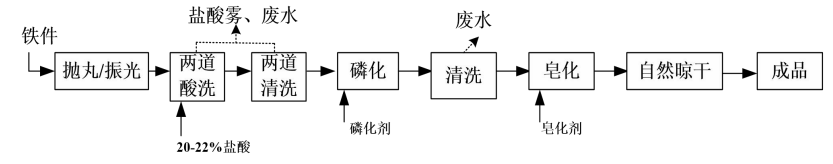 盐酸雾、废水
废水
铁件
抛丸/振光
两道
酸洗
两道
清洗
磷化
清洗
皂化
自然晾干
成品
磷化剂
皂化剂
20-22%盐酸